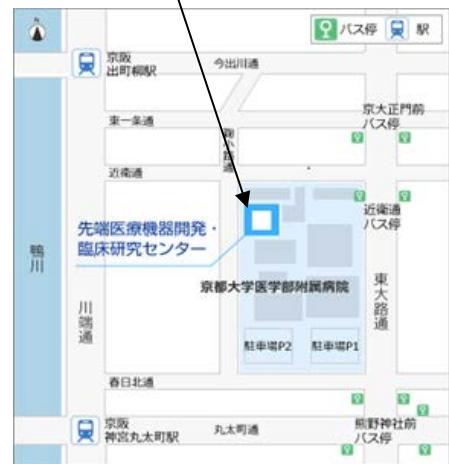 バス停 駅
京阪
出町柳駅
今出川通
京大正門前
バス停
東一条通
鞠小路通
近衛通
近衛通
バス停
先端医療機器開発・
臨床研究センター
鴨川
京都大学医学部附属病院
東大路通
川端通
駐車場P2
駐車場P1
春日北通
京阪
神宮丸太町駅
丸太町通
熊野神社前
バス停